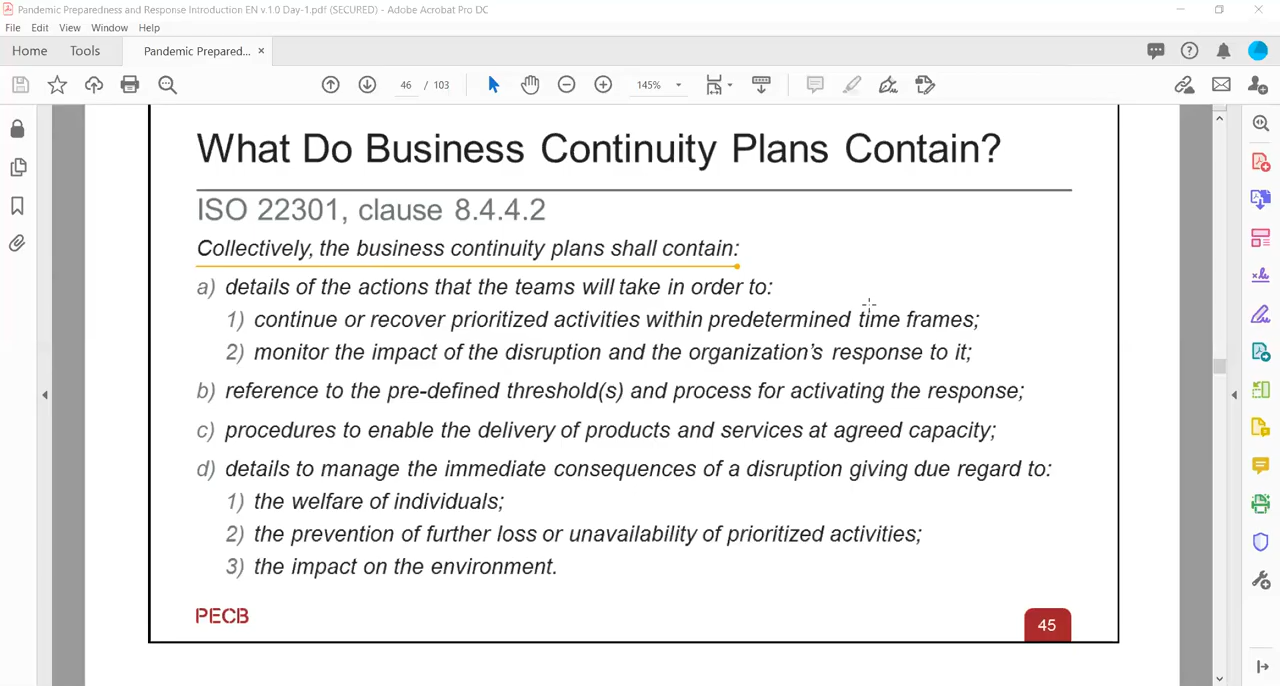 Pandemic Preparedness and Response Introduction EN v.1.0 Day-1.pdf (SECURED) - Adobe Acrobat Pro DC
File Edit View Window Help
Home Tools Pandemic Prepared... ×
46 / 103 145%
What Do Business Continuity Plans Contain?
ISO 22301, clause 8.4.4.2
Collectively, the business continuity plans shall contain:
a) details of the actions that the teams will take in order to:
1) continue or recover prioritized activities within predetermined time frames;
2) monitor the impact of the disruption and the organization's response to it;
b) reference to the pre-defined threshold(s) and process for activating the response;
c) procedures to enable the delivery of products and services at agreed capacity;
d) details to manage the immediate consequences of a disruption giving due regard to:
1) the welfare of individuals;
2) the prevention of further loss or unavailability of prioritized activities;
3) the impact on the environment.
PECB
45